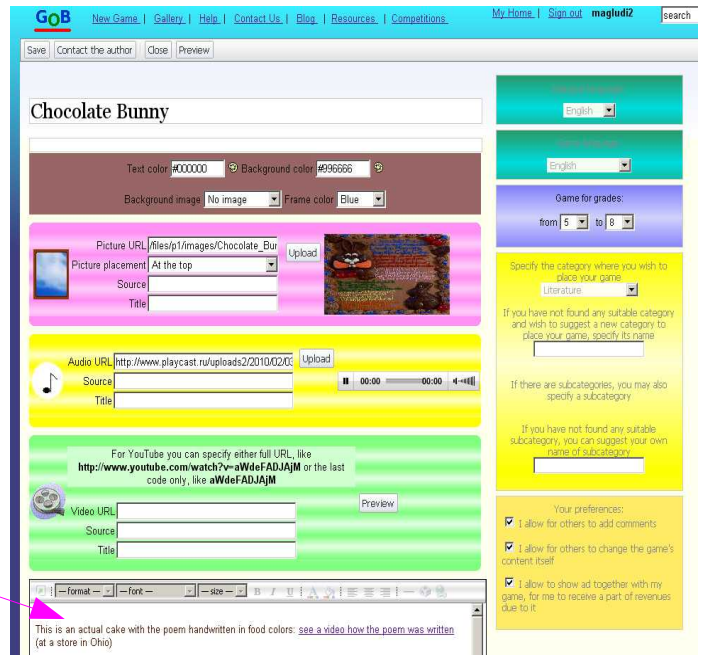 GoB New Game | Gallery | Help | Contact Us | Blog | Resources | Competitions My Home | Sign out magludi2 search
Save Contact the author Close Preview
Chocolate Bunny
Text color #000000 Background color #996666
Background image No image Frame color Blue
Picture URL /files/p1/images/Chocolate_Bur Upload
Picture placement At the top
Source
Title
Audio URL http://www.playcast.ru/uploads2/2010/02/03 Upload
Source
00:00 00:00
Title
For YouTube you can specify either full URL, like
http://www.youtube.com/watch?v=aWdeFADJAjM or the last
code only, like aWdeFADJAjM
Video URL Preview
Source
Title
— format — — font — — size — B I U
This is an actual cake with the poem handwritten in food colors: see a video how the poem was written
(at a store in Ohio)
English
English
Game for grades:
from 5 to 8
Specify the category where you wish to
place your game
Literature
If you have not found any suitable category
and wish to suggest a new category to
place your game, specify its name
If there are subcategories, you may also
specify a subcategory
If you have not found any suitable
subcategory, you can suggest your own
name of subcategory
Your preferences:
I allow for others to add comments
I allow for others to change the game's
content itself
I allow to show ad together with my
game, for me to receive a part of revenues
due to it